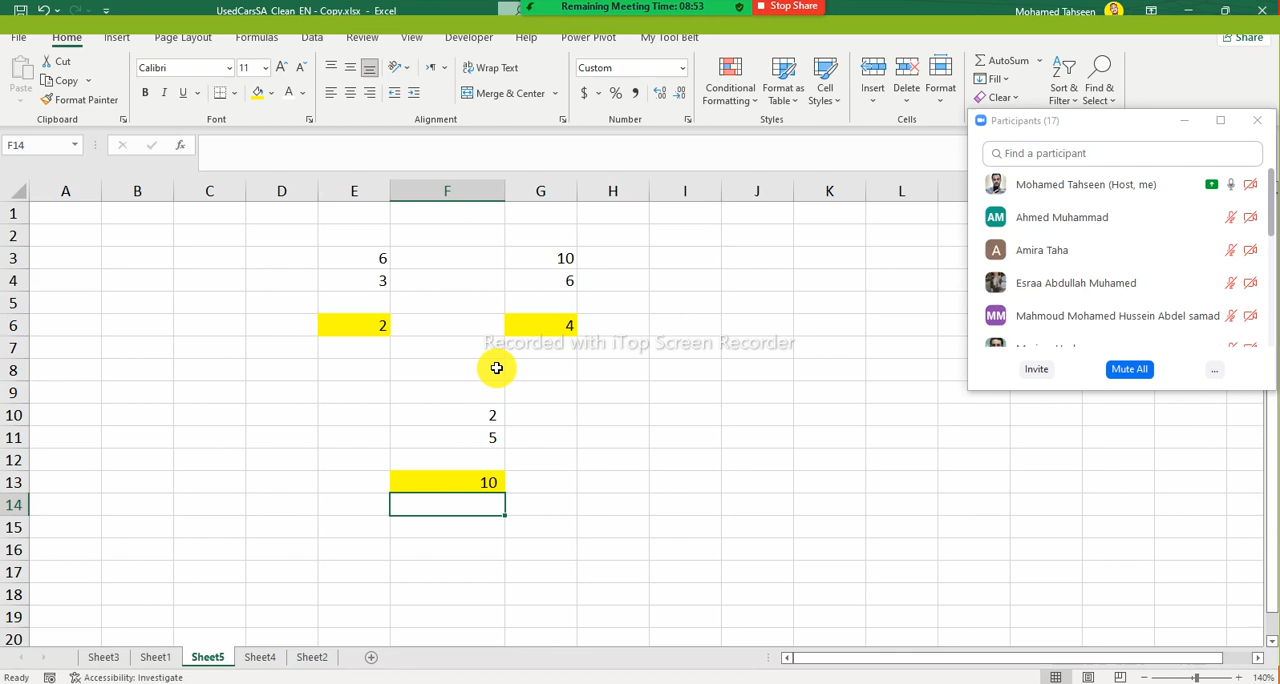 UsedCarsSA_Clean_EN - Copy.xlsx - Excel
Remaining Meeting Time: 08:53
Stop Share
Mohamed Tahseen
File Home Insert Page Layout Formulas Data Review View Developer Help Power Pivot My Tool Belt Share
Paste Cut Copy Format Painter
Calibri 11
B I U
Wrap Text
Merge & Center
Custom
$ % 9
Conditional Formatting
Format as Table
Cell Styles
Insert Delete Format
AutoSum
Fill
Clear
Sort & Filter
Find & Select
Clipboard Font Alignment Number Styles Cells
F14 fx
Participants (17)
Find a participant
Mohamed Tahseen (Host, me)
AM Ahmed Muhammad
A Amira Taha
Esraa Abdullah Muhamed
MM Mahmoud Mohamed Hussein Abdel samad
Invite Mute All ...
A B C D E F G H I J K L
1
2
3 6 10
4 3 6
5
6 2 4
7
Recorded with iTop Screen Recorder
8
9
10 2
11 5
12
13 10
14
15
16
17
18
19
20
Sheet3 Sheet1 Sheet5 Sheet4 Sheet2
Ready Accessibility: Investigate 140%